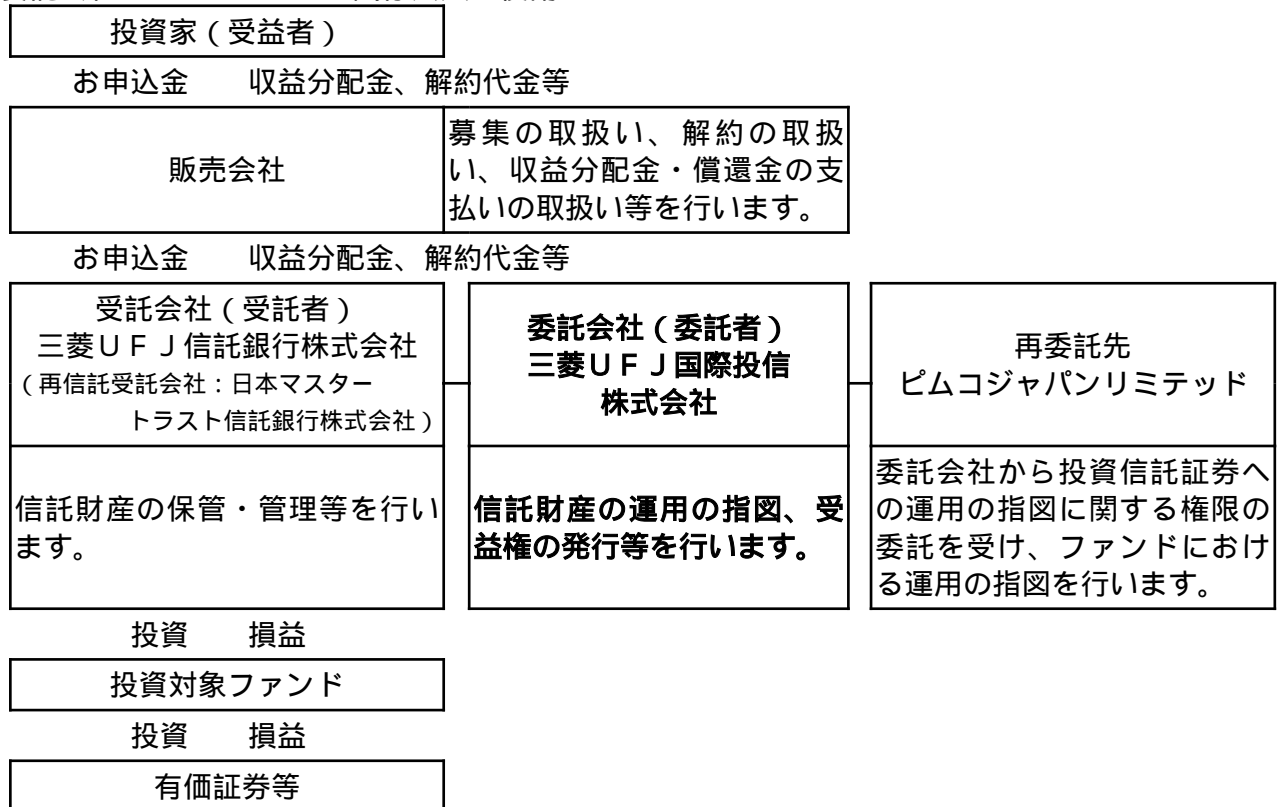 投資家（受益者）
お申込金　　収益分配金、解約代金等
販売会社
募集の取扱い、解約の取扱
い、収益分配金・償還金の支
払いの取扱い等を行います。
お申込金　　収益分配金、解約代金等
受託会社（受託者）
三菱ＵＦＪ信託銀行株式会社
（再信託受託会社：日本マスター
トラスト信託銀行株式会社）
委託会社（委託者）
三菱ＵＦＪ国際投信
株式会社
再委託先
ピムコジャパンリミテッド
信託財産の保管・管理等を行い
ます。
信託財産の運用の指図、受
益権の発行等を行います。
委託会社から投資信託証券へ
の運用の指図に関する権限の
委託を受け、ファンドにおけ
る運用の指図を行います。
投資　　損益
投資対象ファンド
投資　　損益
有価証券等